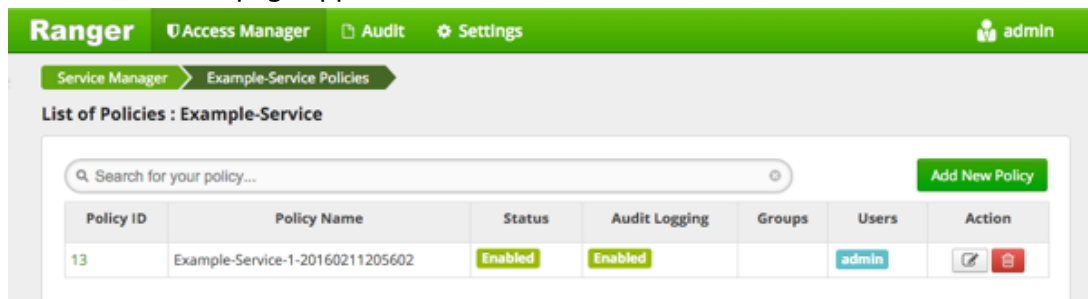 Ranger Access Manager Audit Settings admin
Service Manager Example-Service Policies
List of Policies : Example-Service
Search for your policy... Add New Policy
Policy ID Policy Name Status Audit Logging Groups Users Action
13 Example-Service-1-20160211205602 Enabled Enabled admin